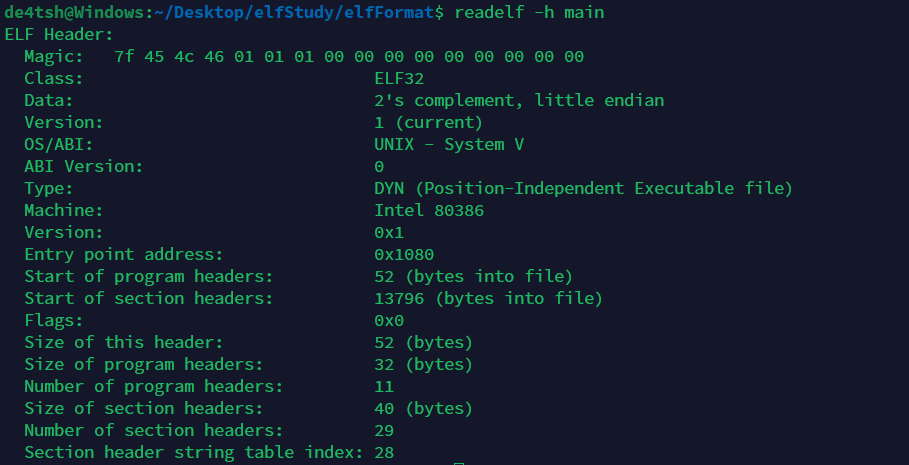 de4tsh@Windows:~/Desktop/elfStudy/elfFormat$ readelf -h main
ELF Header:
  Magic:   7f 45 4c 46 01 01 01 00 00 00 00 00 00 00 00 00
  Class:                             ELF32
  Data:                              2's complement, little endian
  Version:                           1 (current)
  OS/ABI:                            UNIX - System V
  ABI Version:                       0
  Type:                              DYN (Position-Independent Executable file)
  Machine:                           Intel 80386
  Version:                           0x1
  Entry point address:               0x1080
  Start of program headers:          52 (bytes into file)
  Start of section headers:          13796 (bytes into file)
  Flags:                             0x0
  Size of this header:               52 (bytes)
  Size of program headers:           32 (bytes)
  Number of program headers:         11
  Size of section headers:           40 (bytes)
  Number of section headers:         29
  Section header string table index: 28